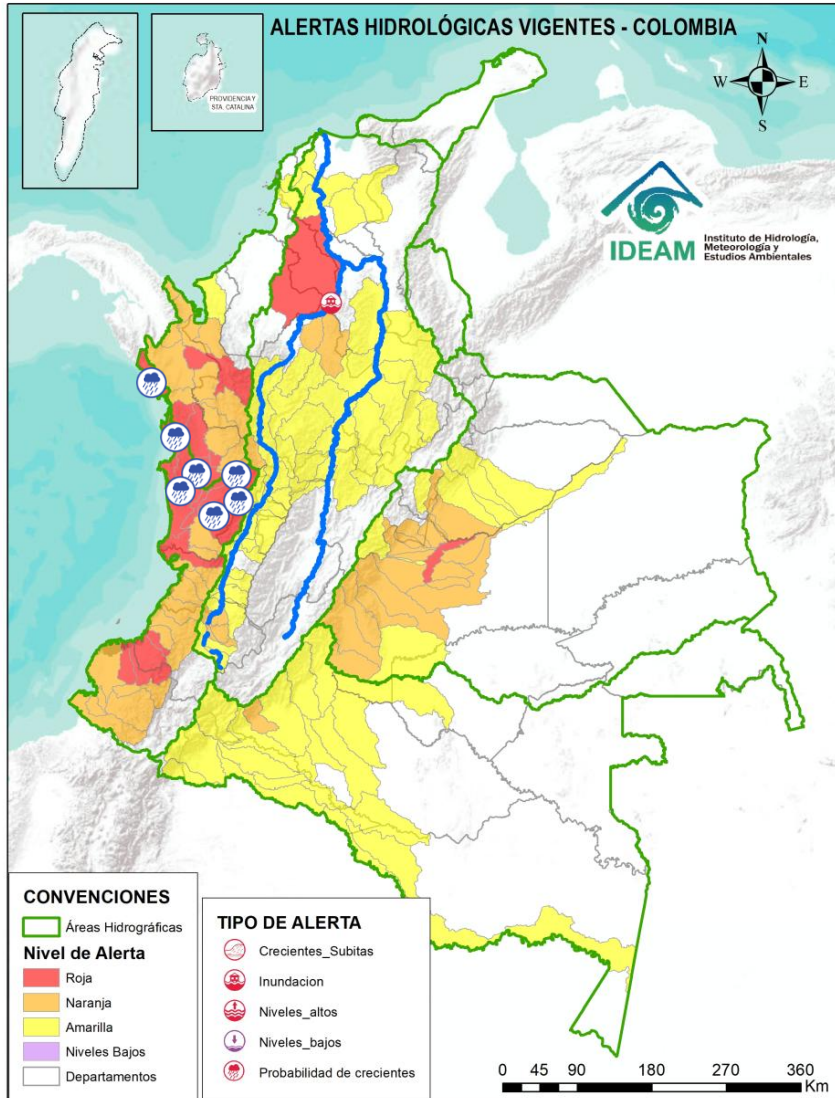 ALERTAS HIDROLÓGICAS VIGENTES - COLOMBIA
PROVIDENCIA Y
STA. CATALINA
N
W
E
S
IDEAM
Instituto de Hidrología,
Meteorología y
Estudios Ambientales
CONVENCIONES
Áreas Hidrográficas
Nivel de Alerta
Roja
Naranja
Amarilla
Niveles Bajos
Departamentos
TIPO DE ALERTA
Crecientes_Subitas
Inundacion
Niveles_altos
Niveles_bajos
Probabilidad de crecientes
0 45 90 180 270 360
Km